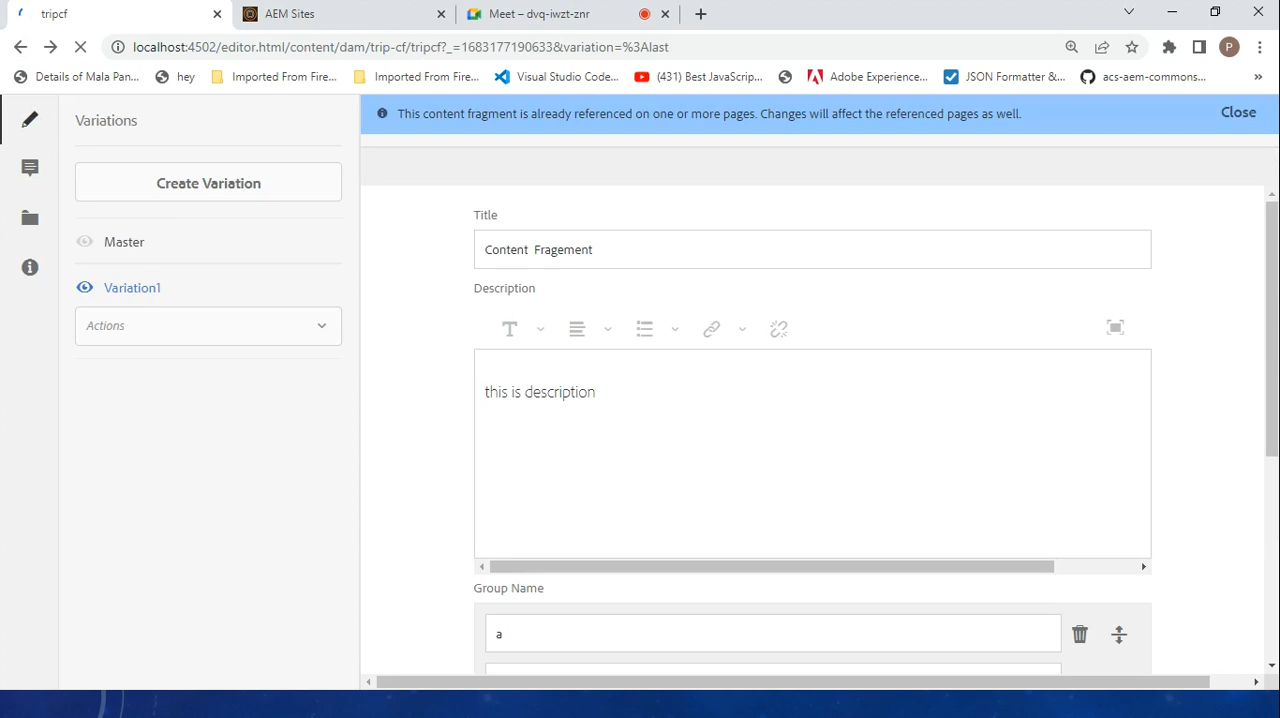 tripcf
AEM Sites
Meet – dvq-iwzt-znr
localhost:4502/editor.html/content/dam/trip-cf/tripcf?_=1683177190633&variation=%3Alast
P
Details of Mala Pan...
hey
Imported From Fire...
Imported From Fire...
Visual Studio Code...
(431) Best JavaScrip...
Adobe Experience...
JSON Formatter &...
acs-aem-commons...
»
Variations
This content fragment is already referenced on one or more pages. Changes will affect the referenced pages as well.
Close
Create Variation
Title
Master
Content Fragement
Variation1
Description
Actions
this is description
Group Name
a